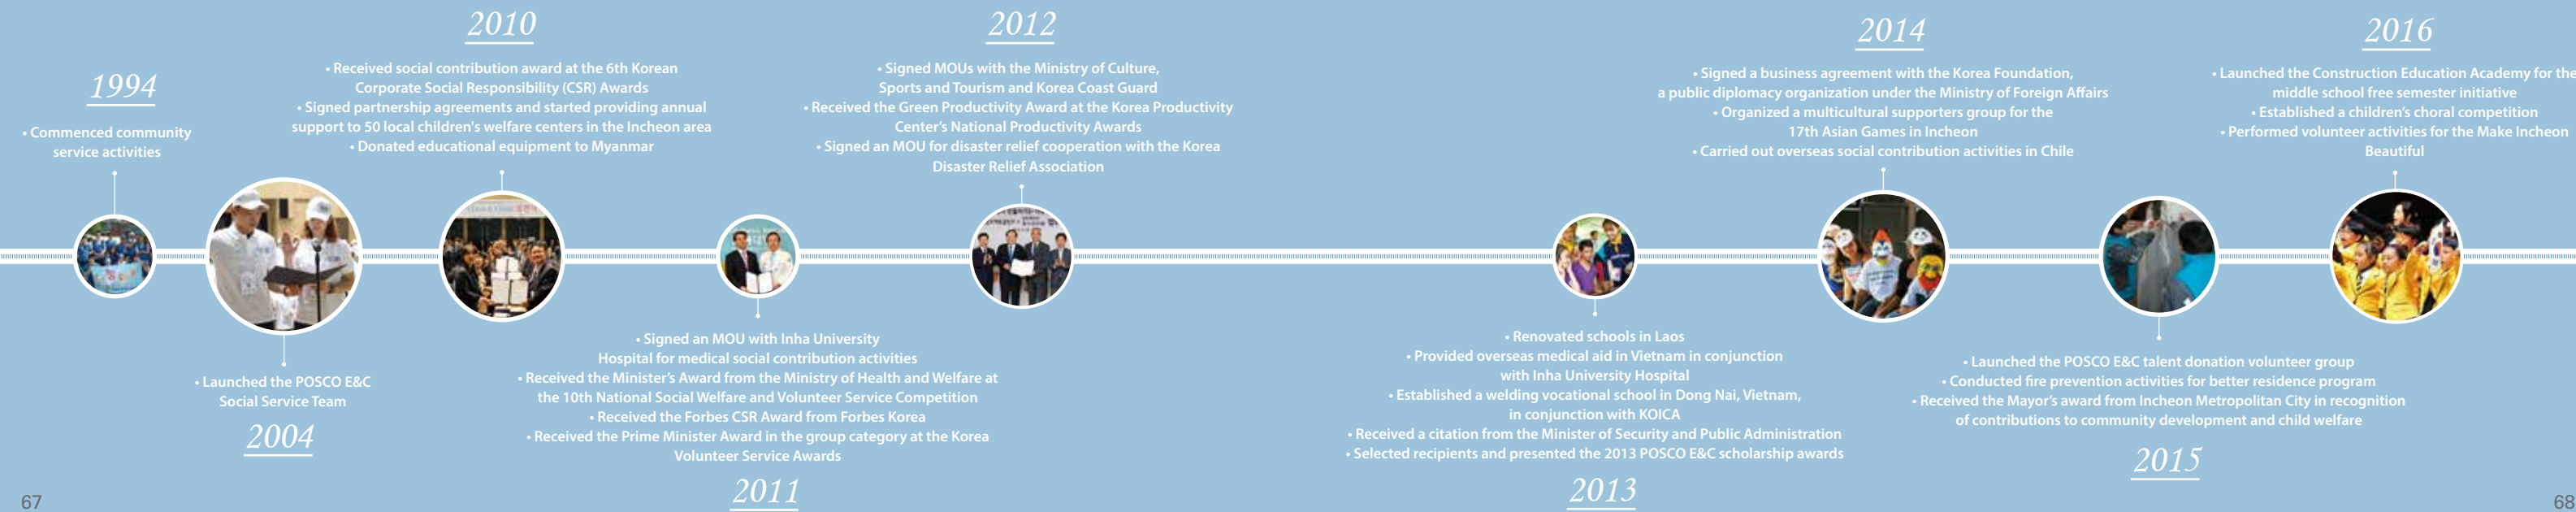 1994
• Commenced community
service activities
• Launched the POSCO E&C
Social Service Team
2004
2010
• Received social contribution award at the 6th Korean
Corporate Social Responsibility (CSR) Awards
• Signed partnership agreements and started providing annual
support to 50 local children's welfare centers in the Incheon area
• Donated educational equipment to Myanmar
• Signed an MOU with Inha University
Hospital for medical social contribution activities
• Received the Minister’s Award from the Ministry of Health and Welfare at
the 10th National Social Welfare and Volunteer Service Competition
• Received the Forbes CSR Award from Forbes Korea
• Received the Prime Minister Award in the group category at the Korea
Volunteer Service Awards
2011
2012
• Signed MOUs with the Ministry of Culture,
Sports and Tourism and Korea Coast Guard
• Received the Green Productivity Award at the Korea Productivity
Center’s National Productivity Awards
• Signed an MOU for disaster relief cooperation with the Korea
Disaster Relief Association
• Renovated schools in Laos
• Provided overseas medical aid in Vietnam in conjunction
with Inha University Hospital
• Established a welding vocational school in Dong Nai, Vietnam,
in conjunction with KOICA
• Received a citation from the Minister of Security and Public Administration
• Selected recipients and presented the 2013 POSCO E&C scholarship awards
2013
2014
• Signed a business agreement with the Korea Foundation,
a public diplomacy organization under the Ministry of Foreign Affairs
• Organized a multicultural supporters group for the
17th Asian Games in Incheon
• Carried out overseas social contribution activities in Chile
• Launched the POSCO E&C talent donation volunteer group
• Conducted fire prevention activities for better residence program
• Received the Mayor’s award from Incheon Metropolitan City in recognition
of contributions to community development and child welfare
2015
2016
• Launched the Construction Education Academy for the
middle school free semester initiative
• Established a children’s choral competition
• Performed volunteer activities for the Make Incheon
Beautiful
67
68